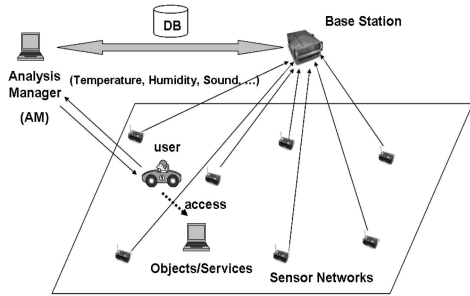 DB
Base Station
Analysis
Manager
(AM)
(Temperature, Humidity, Sound, ...)
user
access
Objects/Services
Sensor Networks